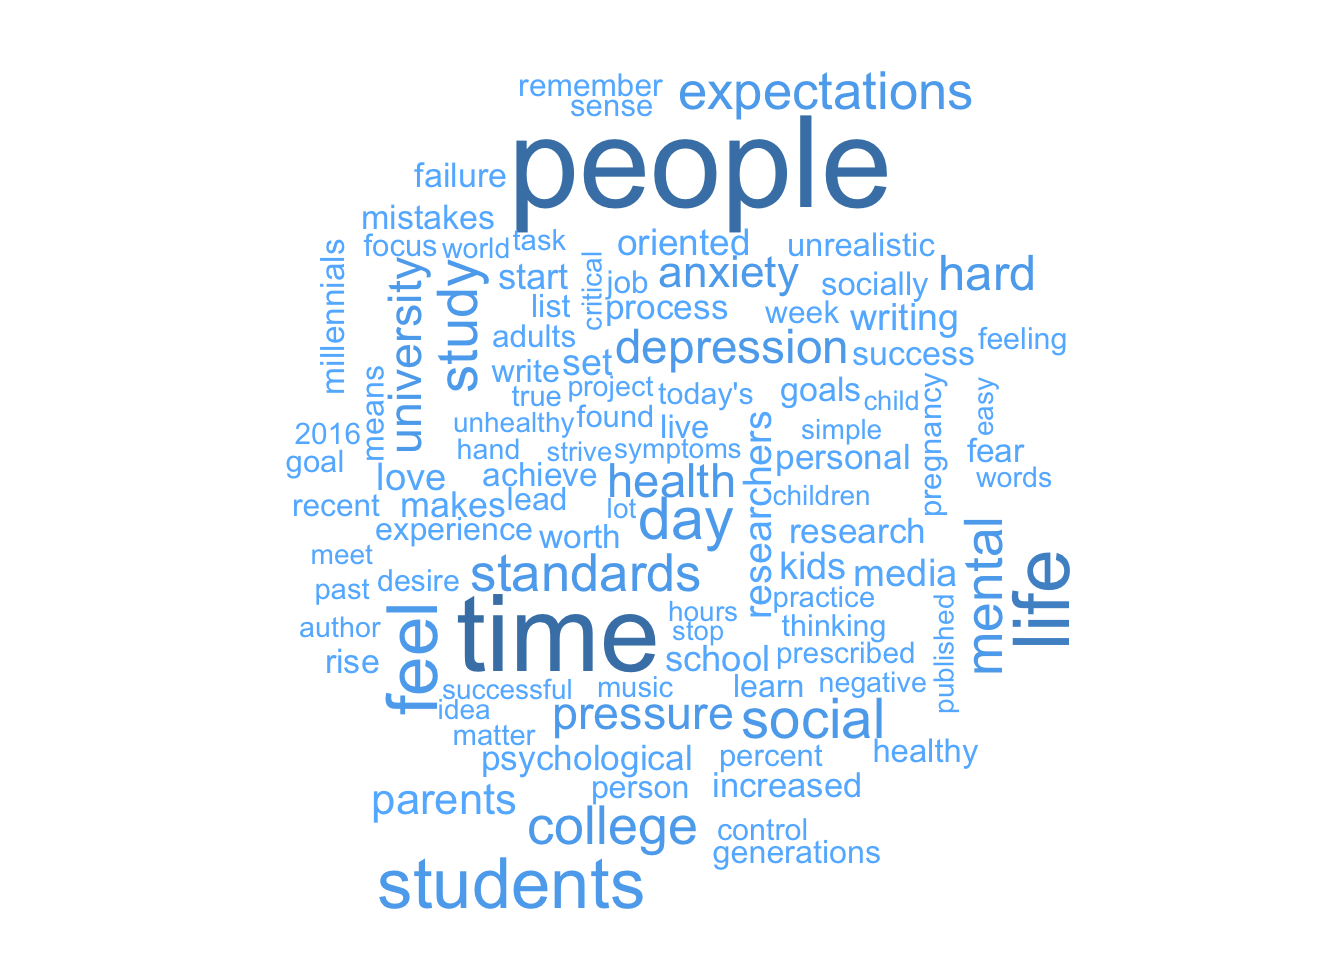 remember
expectations
sense
people
failure
mistakes
focus
world
task
oriented
unrealistic
millennials
university
study
start
critical
job
anxiety
socially
hard
list
process
week
writing
adults
set
depression
success
feeling
write
true
project
today's
goals
child
pregnancy
easy
means
unhealthy
found
live
researchers
simple
2016
goal
hand
strive
symptoms
personal
fear
words
love
achieve
health
children
recent
makes
lead
lot
day
experience
worth
research
mental
life
meet
past
desire
standards
kids
media
practice
author
feel
time
hours
stop
thinking
published
rise
school
prescribed
successful
music
learn
negative
idea
matter
pressure
social
psychological
percent
healthy
person
increased
parents
college
control
generations
students